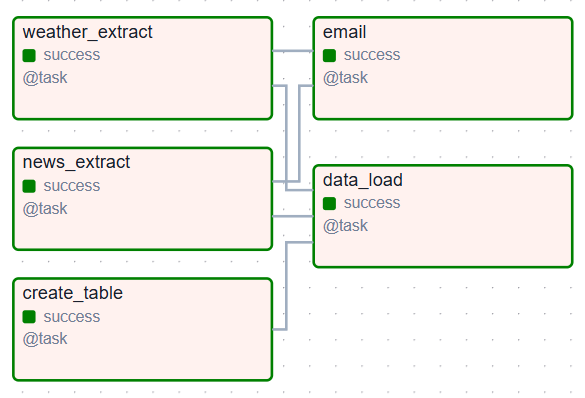 weather_extract
success
@task
email
success
@task
news_extract
success
@task
data_load
success
@task
create_table
success
@task